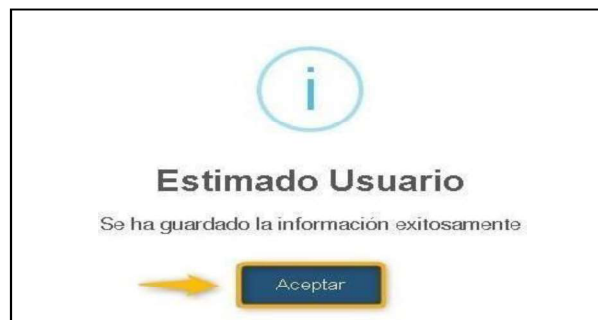 i
Estimado Usuario
Se ha guardado la información exitosamente
Aceptar